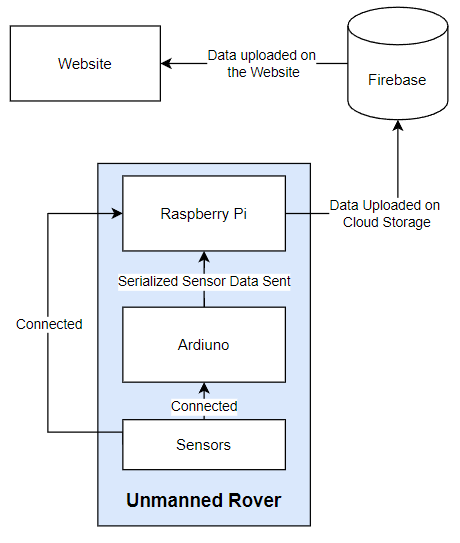 Website
Data uploaded on
the Website
Firebase
Raspberry Pi
Data Uploaded on
Cloud Storage
Serialized Sensor Data Sent
Connected
Ardiuno
Connected
Sensors
Unmanned Rover